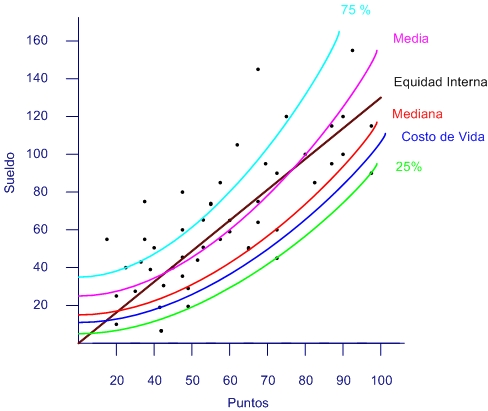 75 %
Media
Equidad Interna
Mediana
Costo de Vida
25%
Sueldo
160
140
120
100
80
60
40
20
20 30 40 50 60 70 80 90 100
Puntos